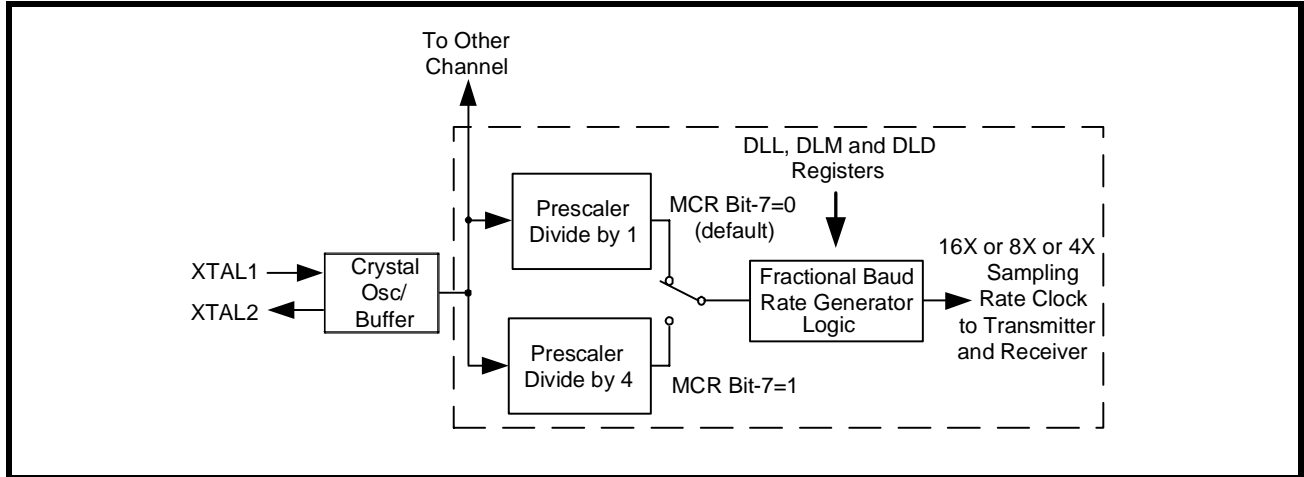 To Other
Channel
DLL, DLM and DLD
Registers
Prescaler
Divide by 1
MCR Bit-7=0
(default)
16X or 8X or 4X
Sampling
Rate Clock
to Transmitter
and Receiver
XTAL1
XTAL2
Crystal
Osc/
Buffer
Fractional Baud
Rate Generator
Logic
Prescaler
Divide by 4
MCR Bit-7=1